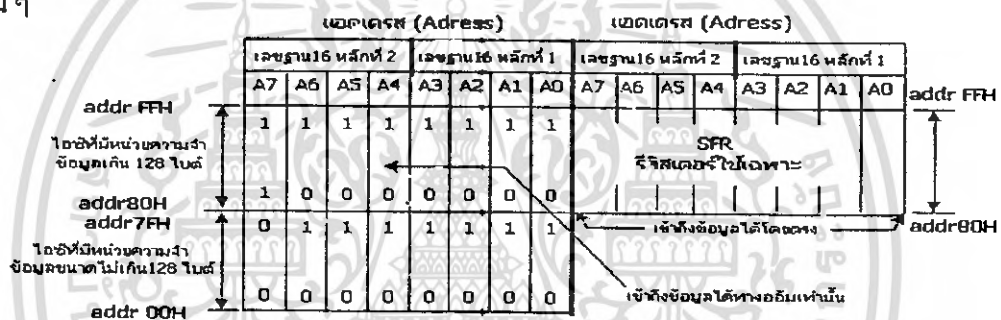 แอดเดรส (Adress) แอดเดรส (Adress)
เลขฐาน16 หลักที่ 2 เลขฐาน16 หลักที่ 1 เลขฐาน16 หลักที่ 2 เลขฐาน16 หลักที่ 1
A7 A6 A5 A4 A3 A2 A1 A0 A7 A6 A5 A4 A3 A2 A1 A0
addr FFH addr FFH
1 1 1 1 1 1 1 1
ไอซีที่มีหน่วยความจำ
ข้อมูลเกิน 128 ไบต์
SFR
รีจิสเตอร์ใช้เฉพาะ
1 0 0 0 0 0 0 0
addr80H
addr7FH
0 1 1 1 1 1 1 1
เข้าถึงข้อมูลได้โดยตรง
addr80H
ไอซีที่มีหน่วยความจำ
ข้อมูลขนาดไม่เกิน128 ไบต์
0 0 0 0 0 0 0 0
เข้าถึงข้อมูลได้ทางอ้อมเท่านั้น
addr 00H